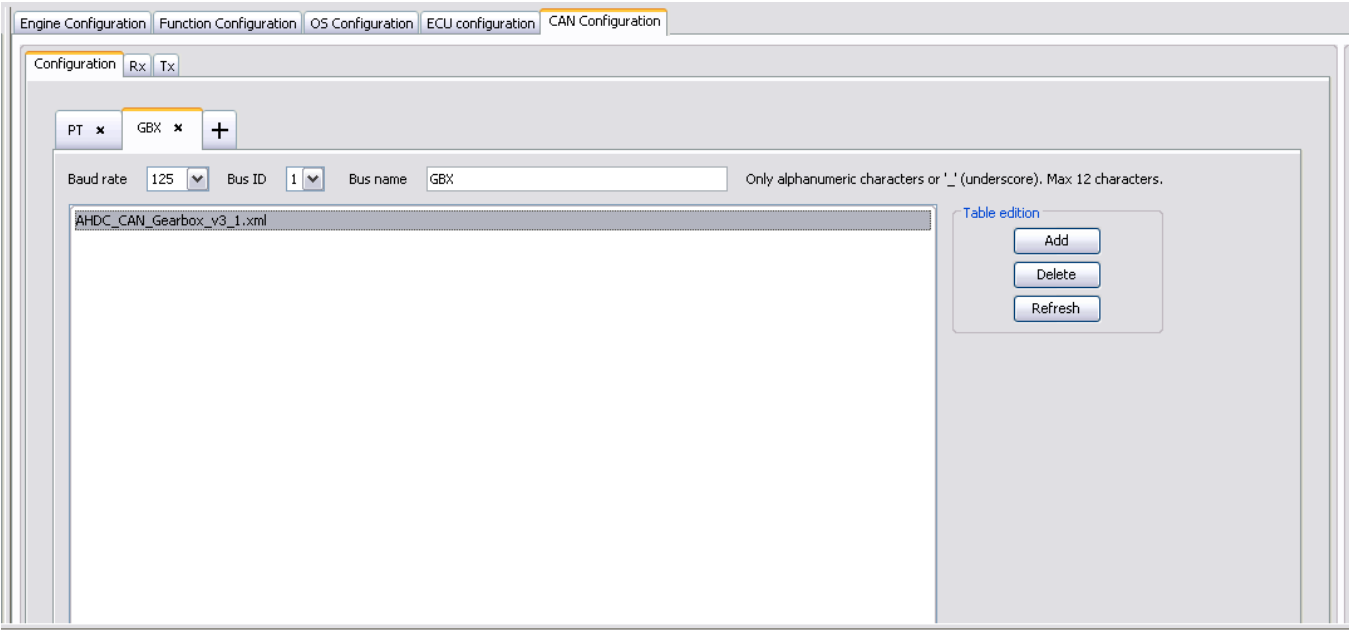 Engine Configuration Function Configuration OS Configuration ECU configuration CAN Configuration
Configuration Rx Tx
PT × GBX × +
Baud rate 125 Bus ID 1 Bus name GBX Only alphanumeric characters or '_' (underscore). Max 12 characters.
AHDC_CAN_Gearbox_v3_1.xml
Table edition
Add
Delete
Refresh